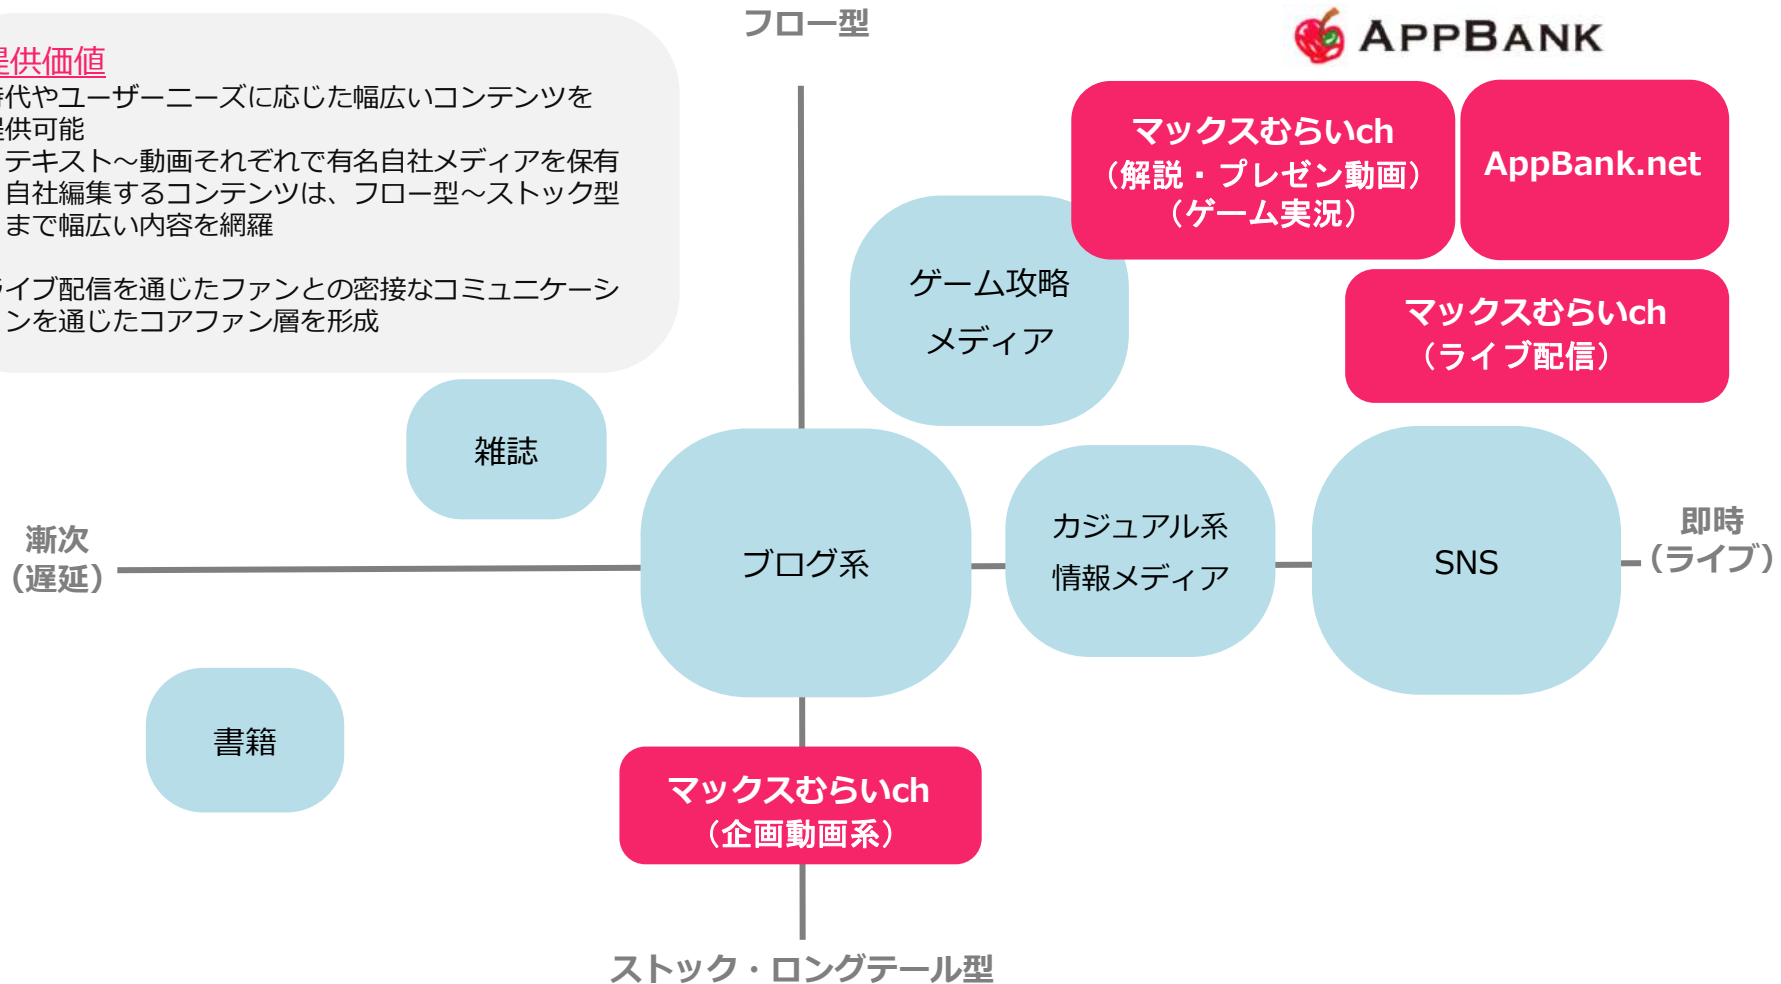 フロー型
APPBANK
提供価値
時代やユーザーニーズに応じた幅広いコンテンツを
提供可能
テキスト～動画それぞれで有名自社メディアを保有
自社編集するコンテンツは、フロー型～ストック型
まで幅広い内容を網羅
ライブ配信を通じたファンとの密接なコミュニケーシ
ンを通じたコアファン層を形成
マックスむらいch
（解説・プレゼン動画）
（ゲーム実況）
AppBank.net
ゲーム攻略
メディア
マックスむらいch
（ライブ配信）
雑誌
漸次
（遅延）
ブログ系
カジュアル系
情報メディア
SNS
即時
（ライブ）
書籍
マックスむらいch
（企画動画系）
ストック・ロングテール型